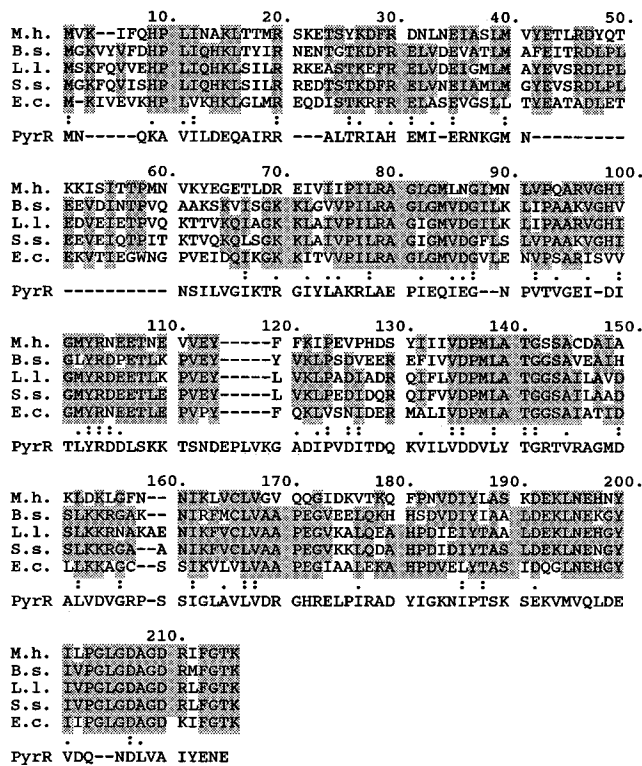 10. 20. 30. 40. 50.
M.h. MVK--IFQHP LINAKLTTMR SKETSYKDFR DNLNEIASLM VYETLRDYQT
B.s. MGKVYVFDHP LIQHKLTYIR NENTGTKDFR ELVDEVATLM AFEITRDLPL
L.l. MSKFQVVEHP LIQHKLSILR RKEASTKEFR ELVDEIGMLM AYEVSRDLPL
S.s. MGKFQVISHP LIQHKLSILR REDTSTKDFR ELVNEIAMLM GYEVSRDLPL
E.c. M-KIVEVKHP LVKHKLGLMR EQDISTKRFR ELASEVGSLL TYEATADLET
PyrR MN------QKA VILDEQAIRR ---ALTRIAH EMI-ERNKGM N---------
60. 70. 80. 90. 100.
M.h. KKISITTPMN VKYEGETLDR EIVIIPILRA GLGMLNGIMN LVPQARVGHI
B.s. EEVDINTPVQ AAKSKVISGK KLGVVPILRA GLGMVDGILK LIPAAKVGHV
L.l. EDVEIETPVQ KTTVKQIAGK KLAIVPILRA GIGMVDGILK LIPAARVGHI
S.s. EEVEIQTPIT KTVQKQLSGK KLAIVPILRA GLGMVDGFLS LVPAAKVGHI
E.c. EKVTIEGWNG PVEIDQIKGK KITVVPILRA GLGMMDGVLE NVPSARISVV
PyrR ---------- NSILVGIKTR GIYLAKRLAE PIEQIEG--N PVTVGEI-DI
110. 120. 130. 140. 150.
M.h. GMYRNEETNE VVEY-----F FKIPEVPHDS YIIIVDPMLA TGSSACDAIA
B.s. GLYRDPETLK PVEY-----Y VKLPSDVEER EFIVVDPMLA TGGSAVEAIH
L.l. GMYRDEETLK PVEY-----L VKLPADIADR QIFLVDPMLA TGGSAILAVD
S.s. GMYRDEETLE PVEY-----L VKLPEDIDQR QIFVVDPMLA TGGSAILAAD
E.c. GMYRNEETLE PVPY-----F QKLVSNIDER MALIVDPMLA TGGSAIATID
PyrR TLYRDDLSKK TSNDEPLVKG ADIPVDITDQ KVILVDDVLY TGRTVRAGMD
160. 170. 180. 190. 200.
M.h. KLDKLGFN-- NIKLVCLVGV QQGIDKVTKQ FPNVDIYLAS KDEKLNEHNY
B.s. SLKKRGAK-- NIRFMCLVAA PEGVEELQKH HSDVDIYIAA LDEKLNEKGY
L.l. SLKKRNAKAE NIKFVCLVAA PEGVKALQEA HPDIEIYTAS LDEKLNEHGY
S.s. SLKKRGA--A NIKFVCLVAA PEGVKKLQDA HPDIDIYTAS LDEKLNENGY
E.c. LLKKAGC--S SIKVLVLVAA PEGIAALEKA HPDVELYTAS IDQGLNEHGY
PyrR ALVDVGRP-S SIGLAVLVDR GHRELPIRAD YIGKNIPTSK SEKVMVQLDE
210.
M.h. ILPGLGDAGD RIFGTK
B.s. IVPGLGDAGD RMFGTK
L.l. IVPGLGDAGD RLFGTK
S.s. IVPGLGDAGD RLFGTK
E.c. IIPGLGDAGD KIFGTK
PyrR VDQ--NDLVA IYENE